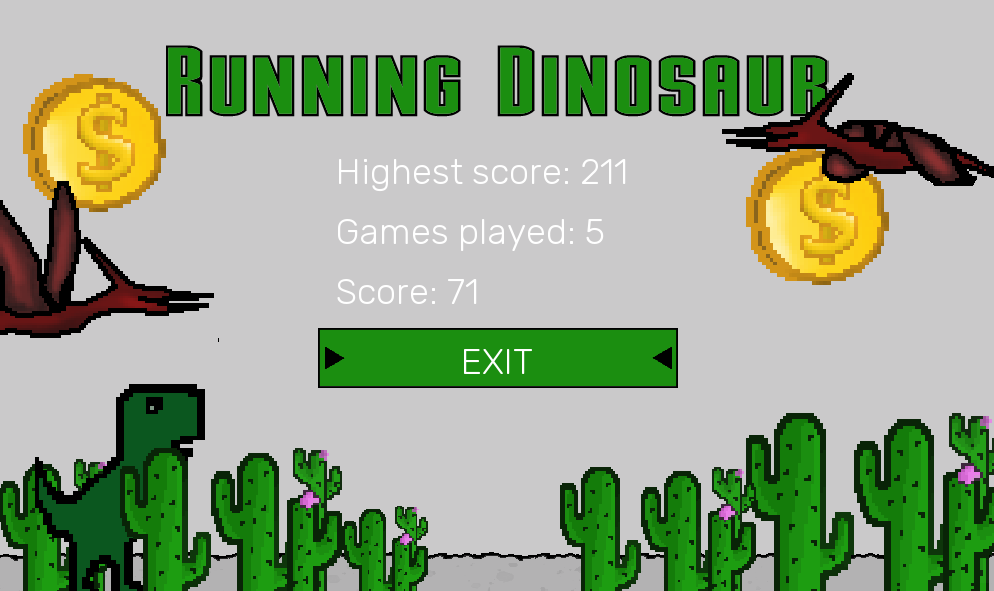 Running Dinosaur
Highest score: 211
Games played: 5
Score: 71
EXIT